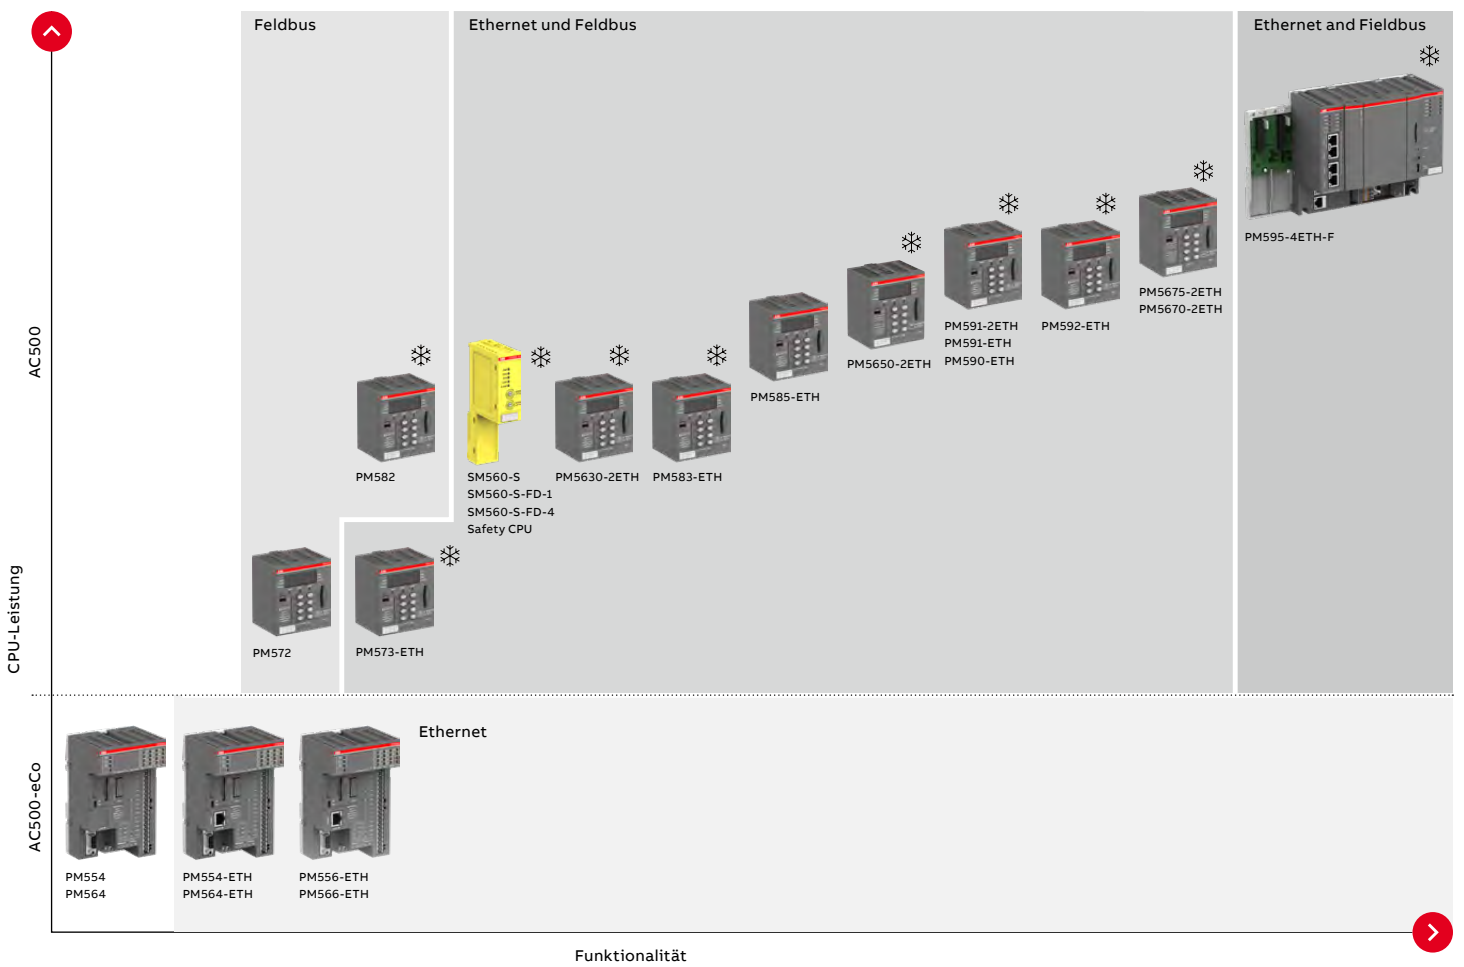 Feldbus
Ethernet und Feldbus
Ethernet and Fieldbus
PM595-4ETH-F
PM5675-2ETH
PM5670-2ETH
PM591-2ETH
PM591-ETH
PM590-ETH
PM592-ETH
PM5650-2ETH
PM585-ETH
AC500
PM582
SM560-S
SM560-S-FD-1
SM560-S-FD-4
Safety CPU
PM5630-2ETH
PM583-ETH
CPU-Leistung
PM572
PM573-ETH
Ethernet
AC500-eCo
PM554
PM564
PM554-ETH
PM564-ETH
PM556-ETH
PM566-ETH
Funktionalität